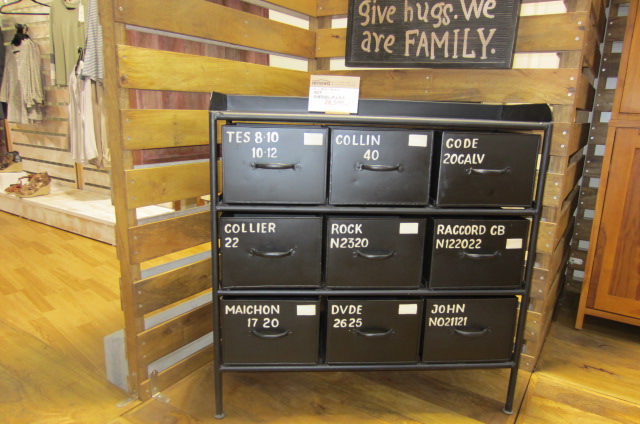 give hugs. We
are FAMILY.
TES 8·10
10·12
COLLIN
40
CODE
20GALV
COLLIER
22
ROCK
N2320
RACCORD CB
N122022
MAICHON
17 20
DVDE
26 25
JOHN
NO21121